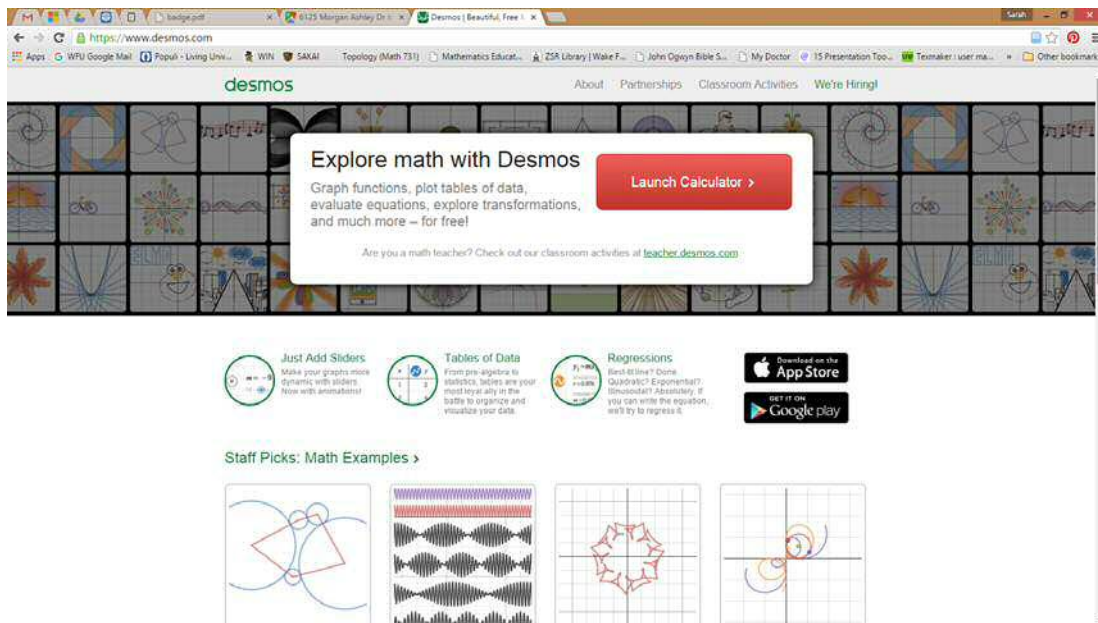 badge.pdf
6125 Morgan Ashley Dr
Desmos | Beautiful, Free
Sarah
https://www.desmos.com
Apps WPU Google Mail Populi - Living Univ... WIN SAKAI Topology (Math 731) Mathematics Educat... ZSR Library | Wake F... John Ogwyn Bible S... My Doctor 15 Presentation Too... Texmaker : user ma... » Other bookmark
desmos About Partnerships Classroom Activities We're Hiring!
Explore math with Desmos
Graph functions, plot tables of data,
evaluate equations, explore transformations,
and much more – for free!
Launch Calculator >
Are you a math teacher? Check out our classroom activities at teacher.desmos.com
Just Add Sliders
Make your graphs more
dynamic with sliders.
Now with animations!
Tables of Data
From pre-algebra to
statistics, tables are your
most loyal ally in the
battle to organize and
visualize your data.
Regressions
Best-fit line? Done.
Quadratic? Exponential?
Sinusoidal? Absolutely. If
you can write the equation,
we'll try to regress it.
Download on the
App Store
GET IT ON
Google play
Staff Picks: Math Examples >